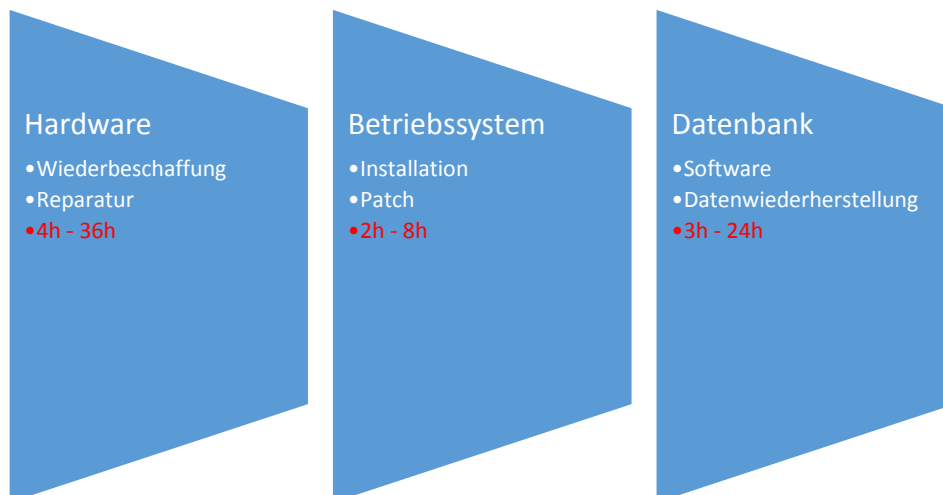 Hardware
•Wiederbeschaffung
•Reparatur
•4h - 36h
Betriebssystem
•Installation
•Patch
•2h - 8h
Datenbank
•Software
•Datenwiederherstellung
•3h - 24h